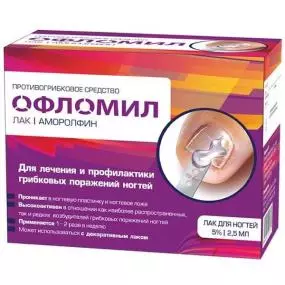 ПРОТИВОГРИБКОВОЕ СРЕДСТВО
ОФЛОМИЛ
ЛАК | АМОРОЛФИН
Для лечения и профилактики
грибковых поражений ногтей
Проникает в ногтевую пластинку и ногтевое ложе
Высокоактивен в отношении как наиболее распространенных,
так и редких возбудителей грибковых поражений ногтей
Применяется 1 - 2 раза в неделю
Может использоваться с декоративным лаком
ЛАК ДЛЯ НОГТЕЙ
5% | 2,5 МЛ